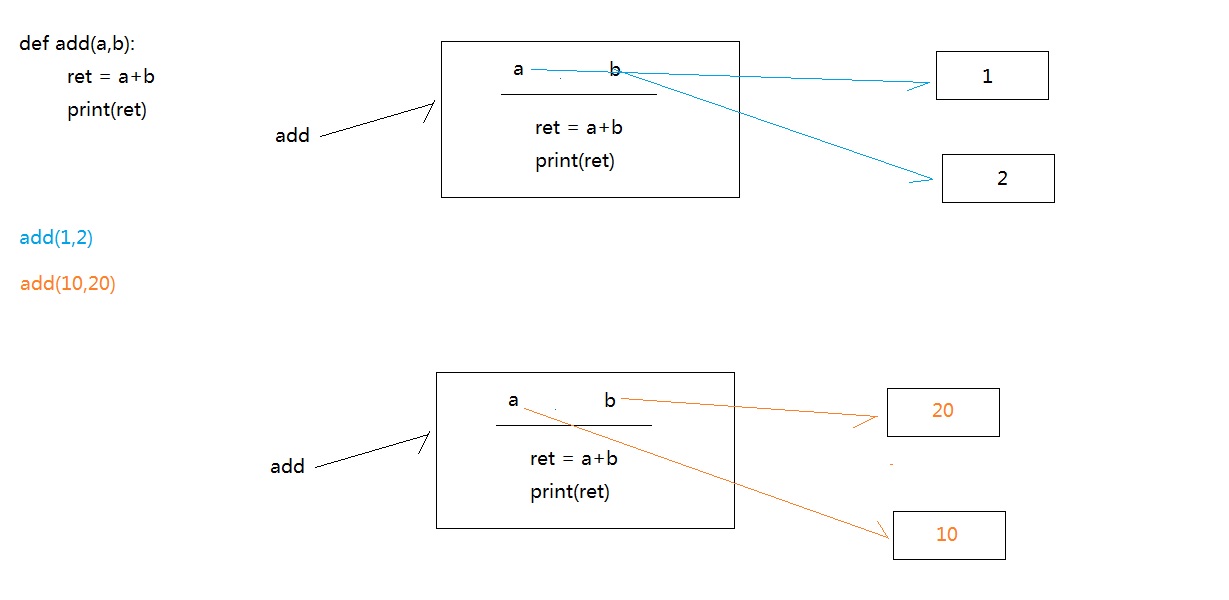 def add(a,b):
ret = a+b
print(ret)
add(1,2)
add(10,20)
add
a b
ret = a+b
print(ret)
1
2
add
a b
ret = a+b
print(ret)
20
10